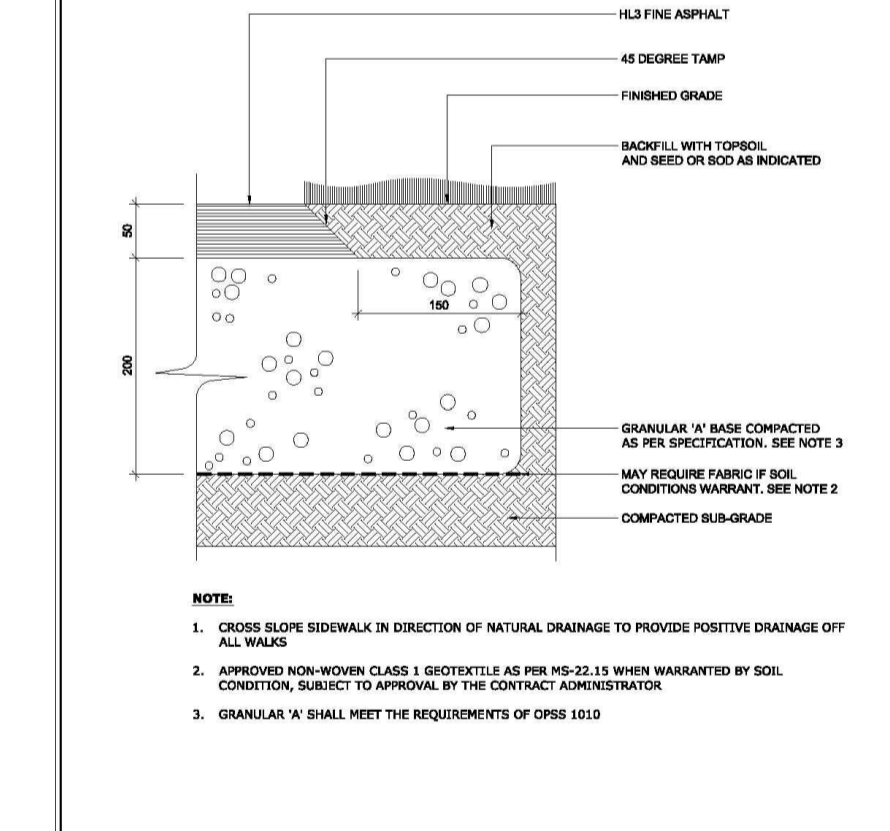 HL3 FINE ASPHALT
45 DEGREE TAMP
FINISHED GRADE
BACKFILL WITH TOPSOIL
AND SEED OR SOD AS INDICATED
50
150
200
GRANULAR 'A' BASE COMPACTED
AS PER SPECIFICATION. SEE NOTE 3
MAY REQUIRE FABRIC IF SOIL
CONDITIONS WARRANT. SEE NOTE 2
COMPACTED SUB-GRADE
NOTE:
1. CROSS SLOPE SIDEWALK IN DIRECTION OF NATURAL DRAINAGE TO PROVIDE POSITIVE DRAINAGE OFF
ALL WALKS
2. APPROVED NON-WOVEN CLASS 1 GEOTEXTILE AS PER MS-22.15 WHEN WARRANTED BY SOIL
CONDITION, SUBJECT TO APPROVAL BY THE CONTRACT ADMINISTRATOR
3. GRANULAR 'A' SHALL MEET THE REQUIREMENTS OF OPSS 1010